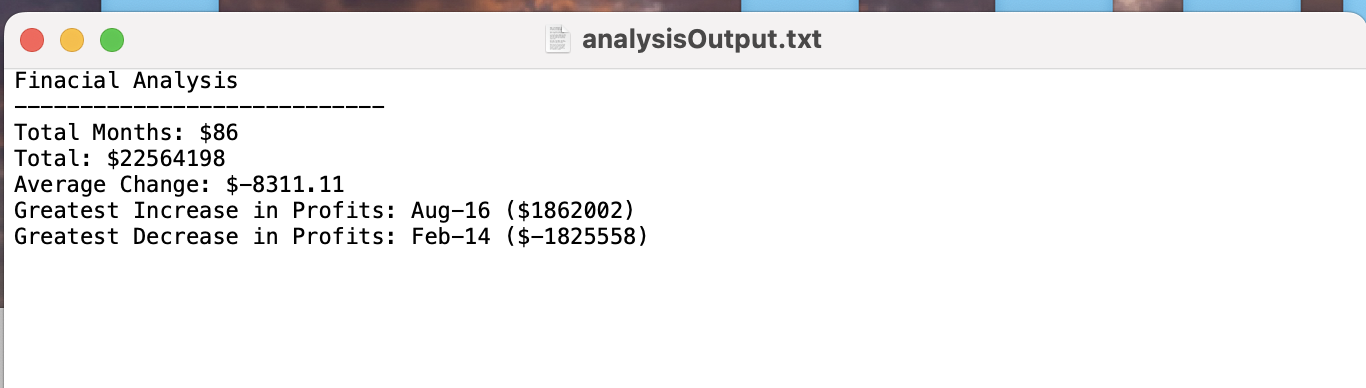 analysisOutput.txt
Finacial Analysis
----------------------------
Total Months: $86
Total: $22564198
Average Change: $-8311.11
Greatest Increase in Profits: Aug-16 ($1862002)
Greatest Decrease in Profits: Feb-14 ($-1825558)